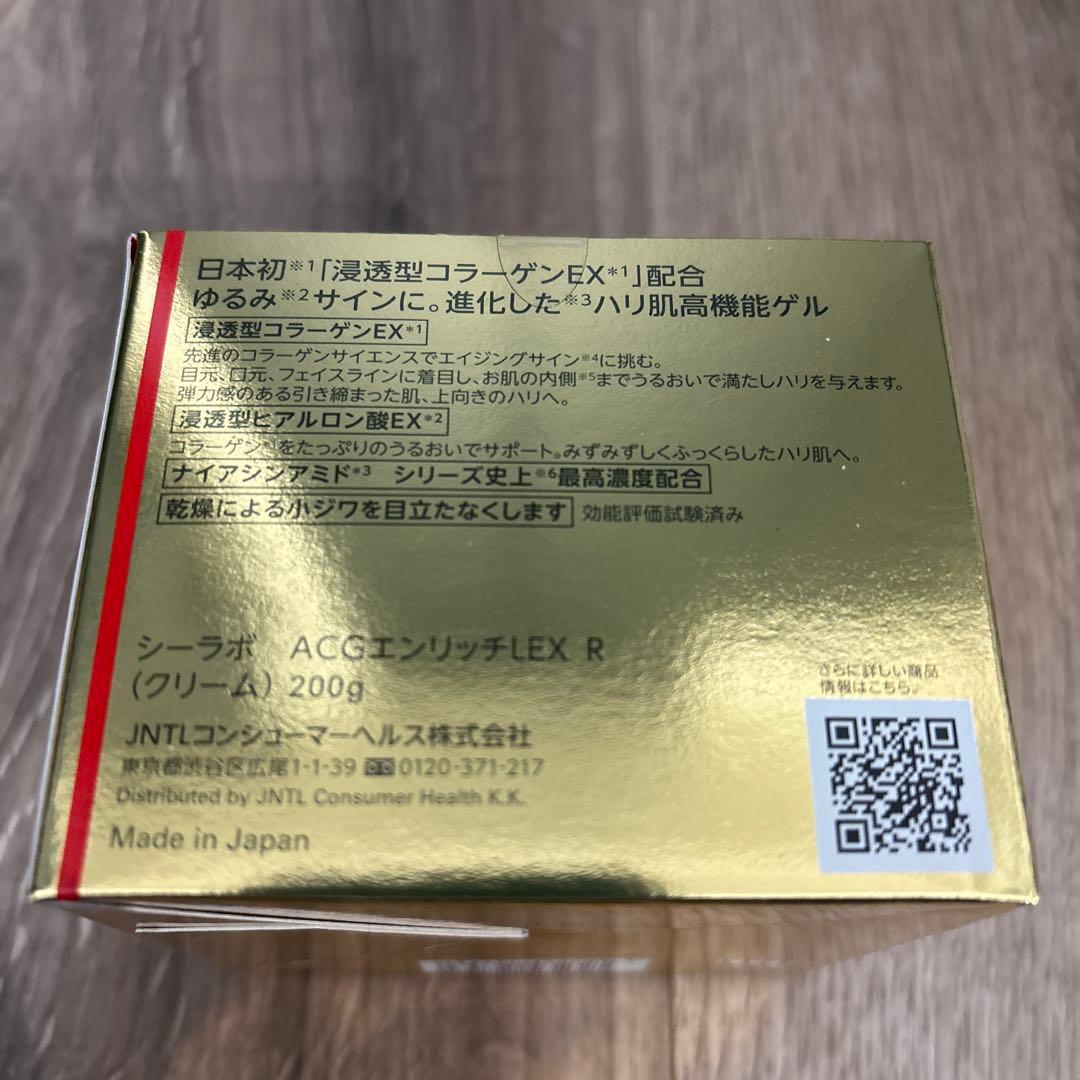 日本初※1「浸透型コラーゲンEX*1」配合
ゆるみ※2サインに。進化した※3ハリ肌高機能ゲル
浸透型コラーゲンEX*1
先進のコラーゲンサイエンスでエイジングサイン※4に挑む。
目元、口元、フェイスラインに着目し、お肌の内側※5までうるおいで満たしハリを与えます。
弾力感のある引き締まった肌、上向きのハリへ。
浸透型ヒアルロン酸EX*2
コラーゲン*1をたっぷりのうるおいでサポート。みずみずしくふっくらしたハリ肌へ。
ナイアシンアミド*3 シリーズ史上※6最高濃度配合
乾燥による小ジワを目立たなくします 効能評価試験済み
シーラボ ACGエンリッチLEX R
(クリーム) 200g
JNTLコンシューマーヘルス株式会社
東京都渋谷区広尾1-1-39 0120-371-217
Distributed by JNTL Consumer Health K.K.
Made in Japan
さらに詳しい商品
情報はこちら。